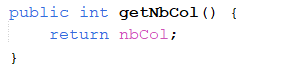 public int getNbCol() {
    return nbCol;
}